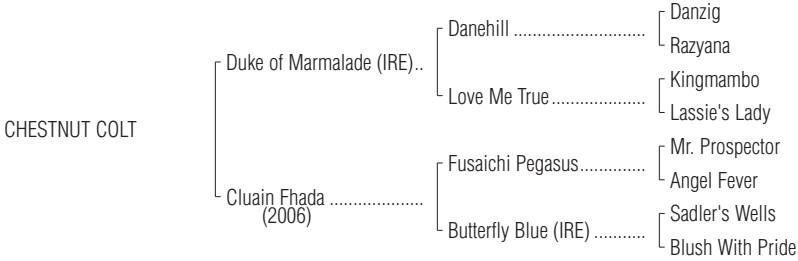 Danzig
Danehill ............................
Razyana
Duke of Marmalade (IRE)..
Kingmambo
Love Me True....................
Lassie's Lady
CHESTNUT COLT
Mr. Prospector
Fusaichi Pegasus..............
Angel Fever
Cluain Fhada ....................
(2006)
Sadler's Wells
Butterfly Blue (IRE) ...........
Blush With Pride